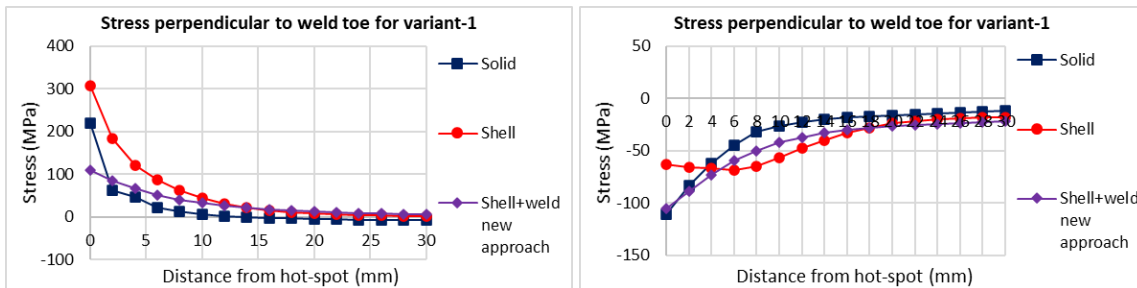 Stress perpendicular to weld toe for variant-1
400
300
200
100
0
-100
0 5 10 15 20 25 30
Stress (MPa)
Distance from hot-spot (mm)
Solid
Shell
Shell+weld
new
approach
Stress perpendicular to weld toe for variant-1
50
0
-50
-100
-150
0 2 4 6 8 10 12 14 16 18 20 22 24 26 28 30
Stress (MPa)
Distance from hot-spot (mm)
Solid
Shell
Shell+weld
new
approach